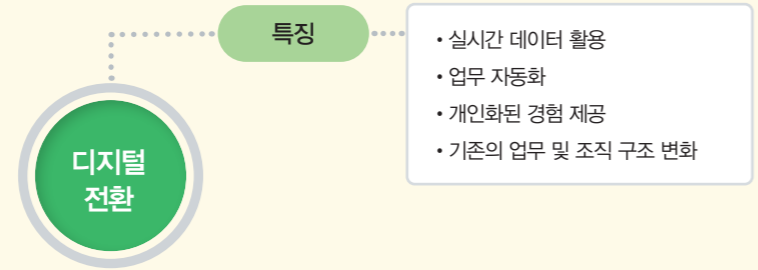 특징
• 실시간 데이터 활용
• 업무 자동화
• 개인화된 경험 제공
• 기존의 업무 및 조직 구조 변화
디지털
전환